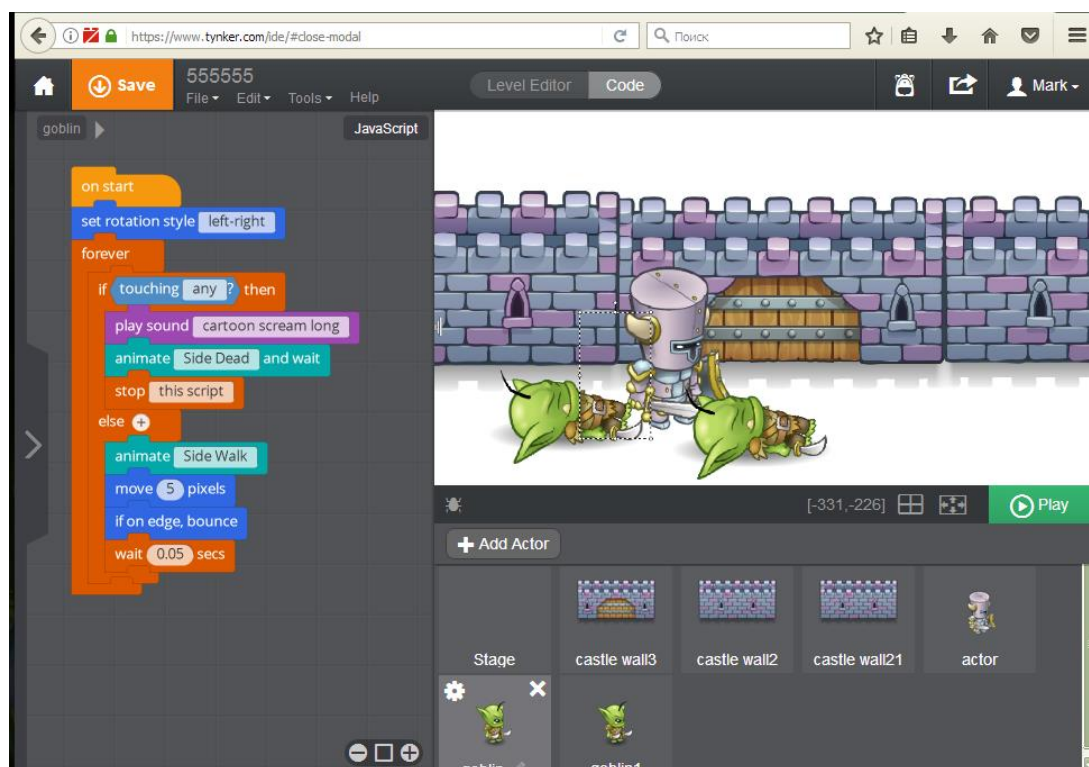 https://www.tynker.com/ide/#close-modal
Поиск
Save
555555
File Edit Tools Help
Level Editor Code
Mark
goblin
JavaScript
on start
set rotation style left-right
forever
if touching any ? then
play sound cartoon scream long
animate Side Dead and wait
stop this script
else
animate Side Walk
move 5 pixels
if on edge, bounce
wait 0.05 secs
[-331,-226]
Play
Add Actor
Stage
castle wall3
castle wall2
castle wall21
actor
goblin
goblin1